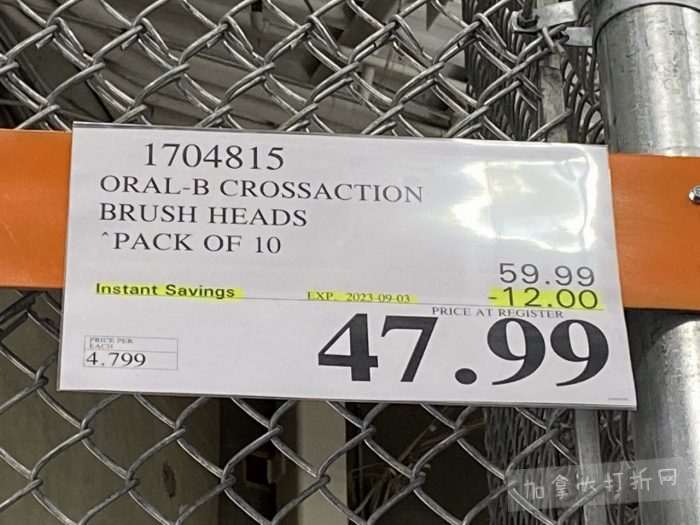 1704815
ORAL-B CROSSACTION
BRUSH HEADS
^PACK OF 10
59.99
Instant Savings EXP. 2023-09-03 -12.00
PRICE AT REGISTER
47.99
PRICE PER
EACH
4.799
加拿大打折网